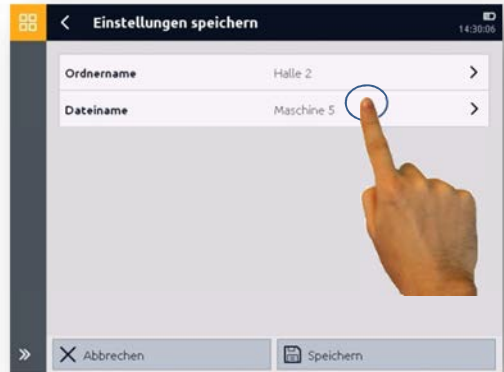 Einstellungen speichern
14:30:06
Ordnername Halle 2
Dateiname Maschine 5
Abbrechen Speichern